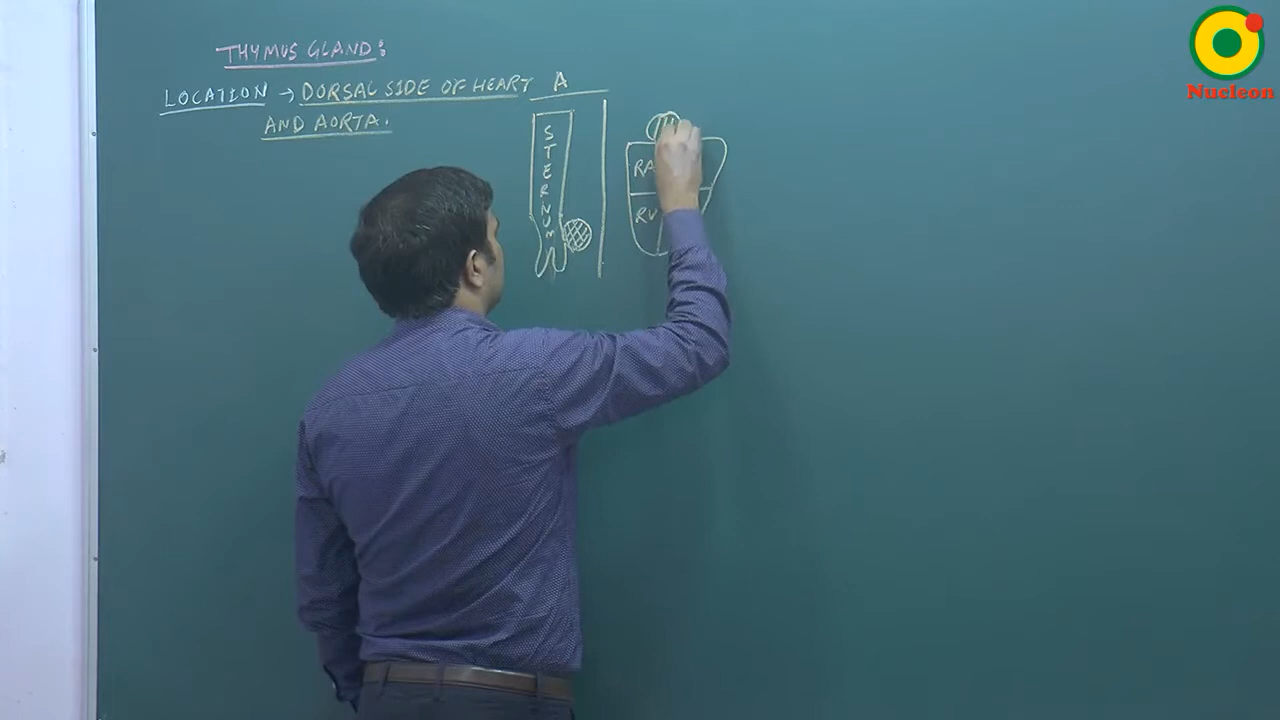 THYMUS GLAND:
LOCATION → DORSAL SIDE OF HEART
AND AORTA.
A
STERNUM
RA
RV
Nucleon